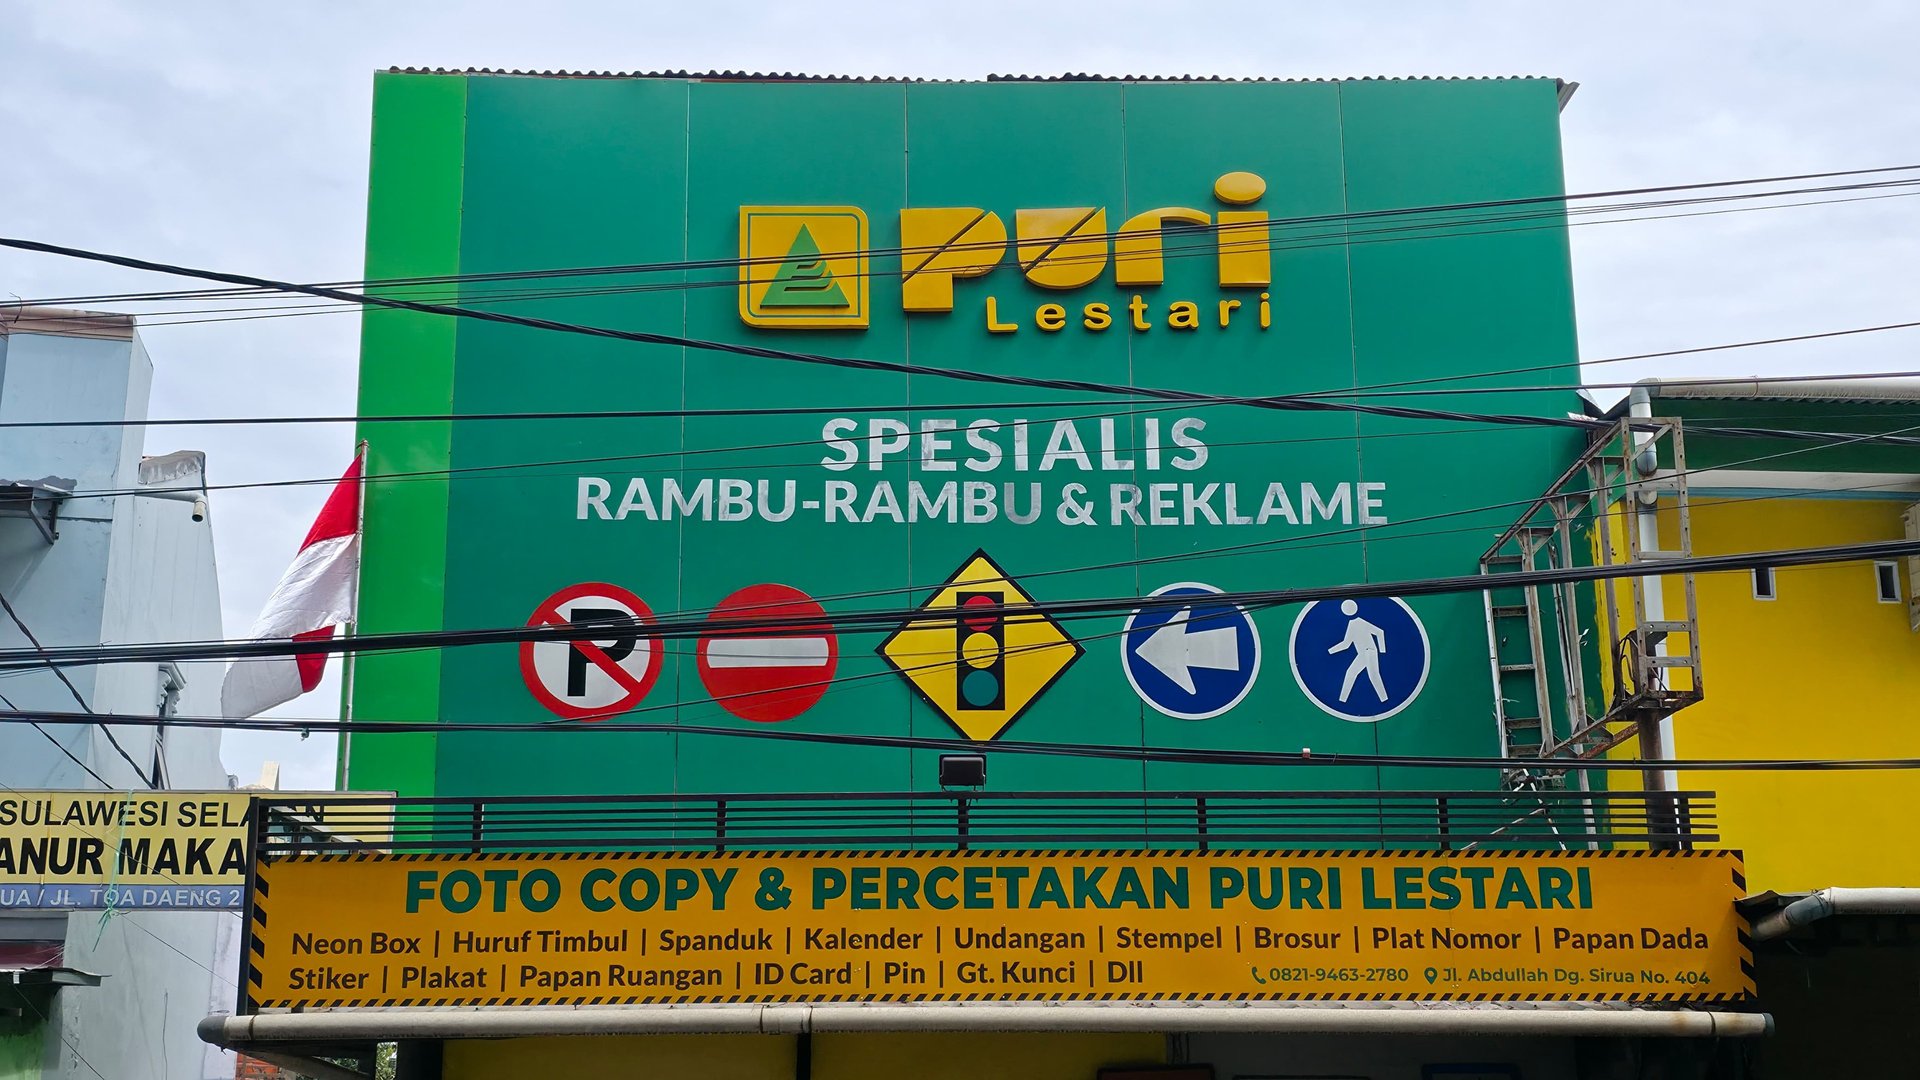 puri
Lestari
SPESIALIS
RAMBU-RAMBU & REKLAME
P
SULAWESI
ANUR
UA / JL. TOA DAENG 2
FOTO COPY & PERCETAKAN PURI LESTARI
Neon Box | Huruf Timbul | Spanduk | Kalender | Undangan | Stempel | Brosur | Plat Nomor | Papan Dada
Stiker | Plakat | Papan Ruangan | ID Card | Pin | Gt. Kunci | Dll
0821-9463-2780 Jl. Abdullah Dg. Sirua No. 404